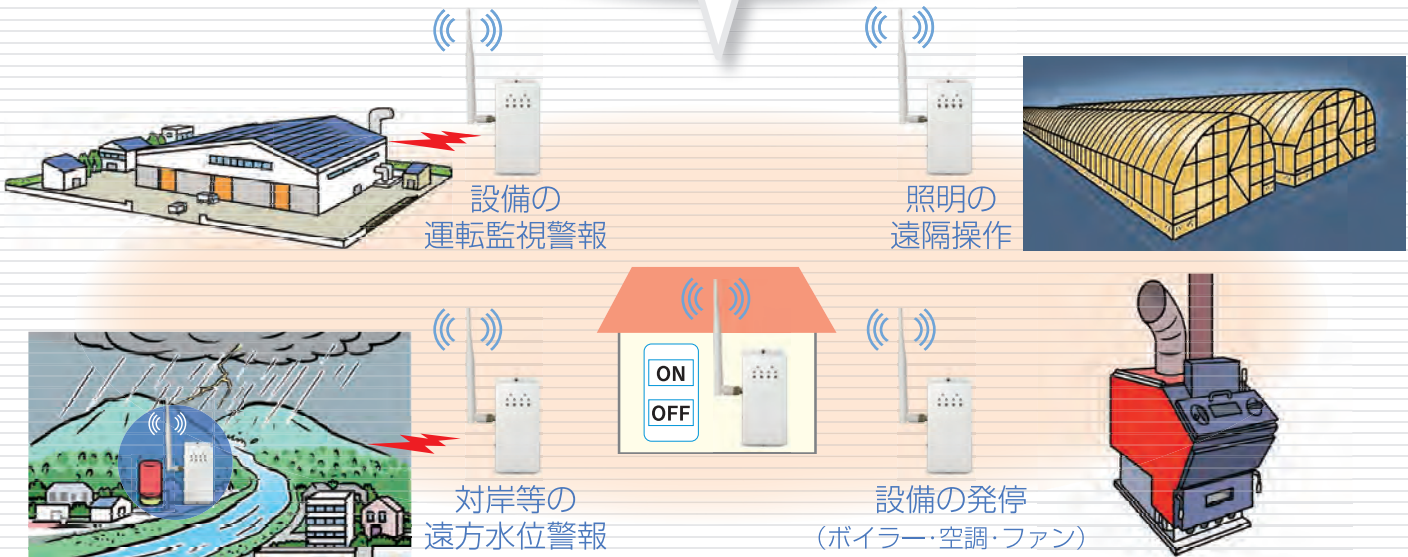 設備の
運転監視警報
照明の
遠隔操作
ON
OFF
対岸等の
遠方水位警報
設備の発停
（ボイラー・空調・ファン）